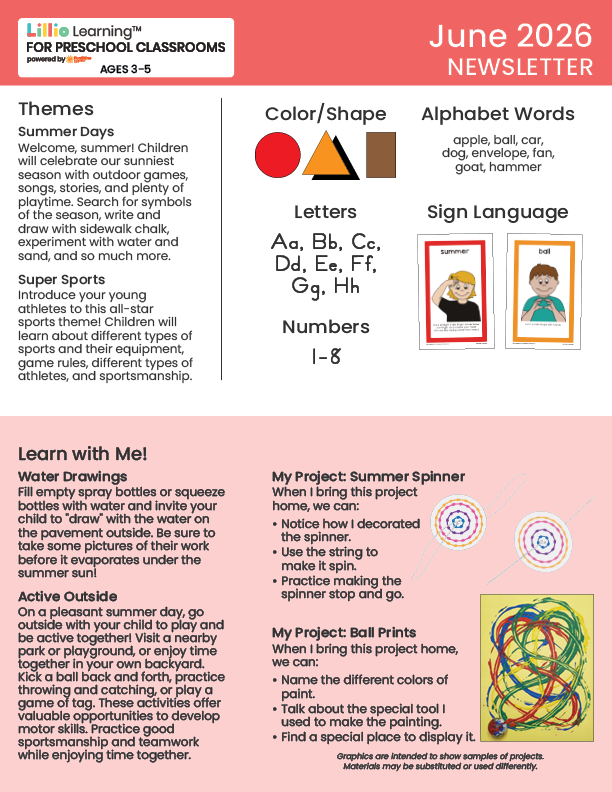 Lillio Learning™
FOR PRESCHOOL CLASSROOMS
powered by
AGES 3-5
June 2026
NEWSLETTER
Themes
Summer Days
Welcome, summer! Children
will celebrate our sunniest
season with outdoor games,
songs, stories, and plenty of
playtime. Search for symbols
of the season, write and
draw with sidewalk chalk,
experiment with water and
sand, and so much more.
Super Sports
Introduce your young
athletes to this all-star
sports theme! Children will
learn about different types of
sports and their equipment,
game rules, different types of
athletes, and sportsmanship.
Color/Shape
Letters
Aa, Bb, Cc,
Dd, Ee, Ff,
Gg, Hh
Numbers
1-8
Alphabet Words
apple, ball, car,
dog, envelope, fan,
goat, hammer
Sign Language
summer
ball
Learn with Me!
Water Drawings
Fill empty spray bottles or squeeze
bottles with water and invite your
child to "draw" with the water on
the pavement outside. Be sure to
take some pictures of their work
before it evaporates under the
summer sun!
Active Outside
On a pleasant summer day, go
outside with your child to play and
be active together! Visit a nearby
park or playground, or enjoy time
together in your own backyard.
Kick a ball back and forth, practice
throwing and catching, or play a
game of tag. These activities offer
valuable opportunities to develop
motor skills. Practice good
sportsmanship and teamwork
while enjoying time together.
My Project: Summer Spinner
When I bring this project
home, we can:
• Notice how I decorated
the spinner.
• Use the string to
make it spin.
• Practice making the
spinner stop and go.
My Project: Ball Prints
When I bring this project home,
we can:
• Name the different colors of
paint.
• Talk about the special tool I
used to make the painting.
• Find a special place to display it.
Graphics are intended to show samples of projects.
Materials may be substituted or used differently.